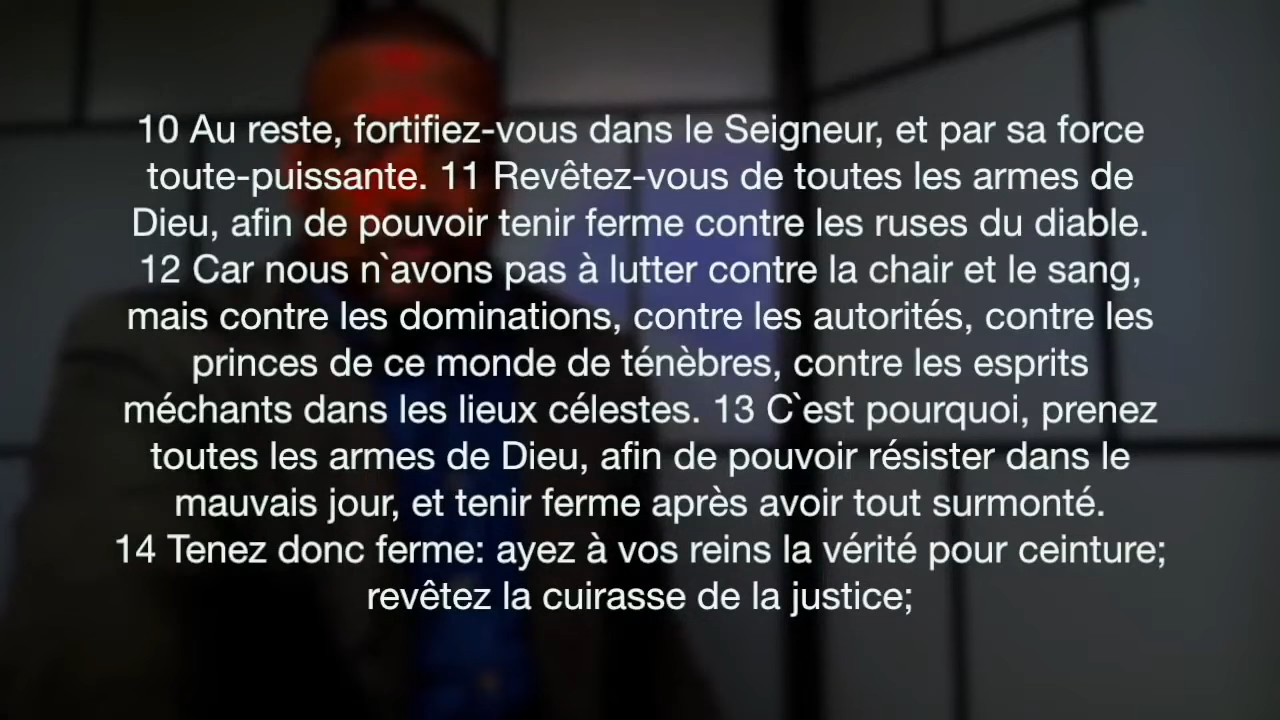 10 Au reste, fortifiez-vous dans le Seigneur, et par sa force
toute-puissante. 11 Revêtez-vous de toutes les armes de
Dieu, afin de pouvoir tenir ferme contre les ruses du diable.
12 Car nous n`avons pas à lutter contre la chair et le sang,
mais contre les dominations, contre les autorités, contre les
princes de ce monde de ténèbres, contre les esprits
méchants dans les lieux célestes. 13 C`est pourquoi, prenez
toutes les armes de Dieu, afin de pouvoir résister dans le
mauvais jour, et tenir ferme après avoir tout surmonté.
14 Tenez donc ferme: ayez à vos reins la vérité pour ceinture;
revêtez la cuirasse de la justice;